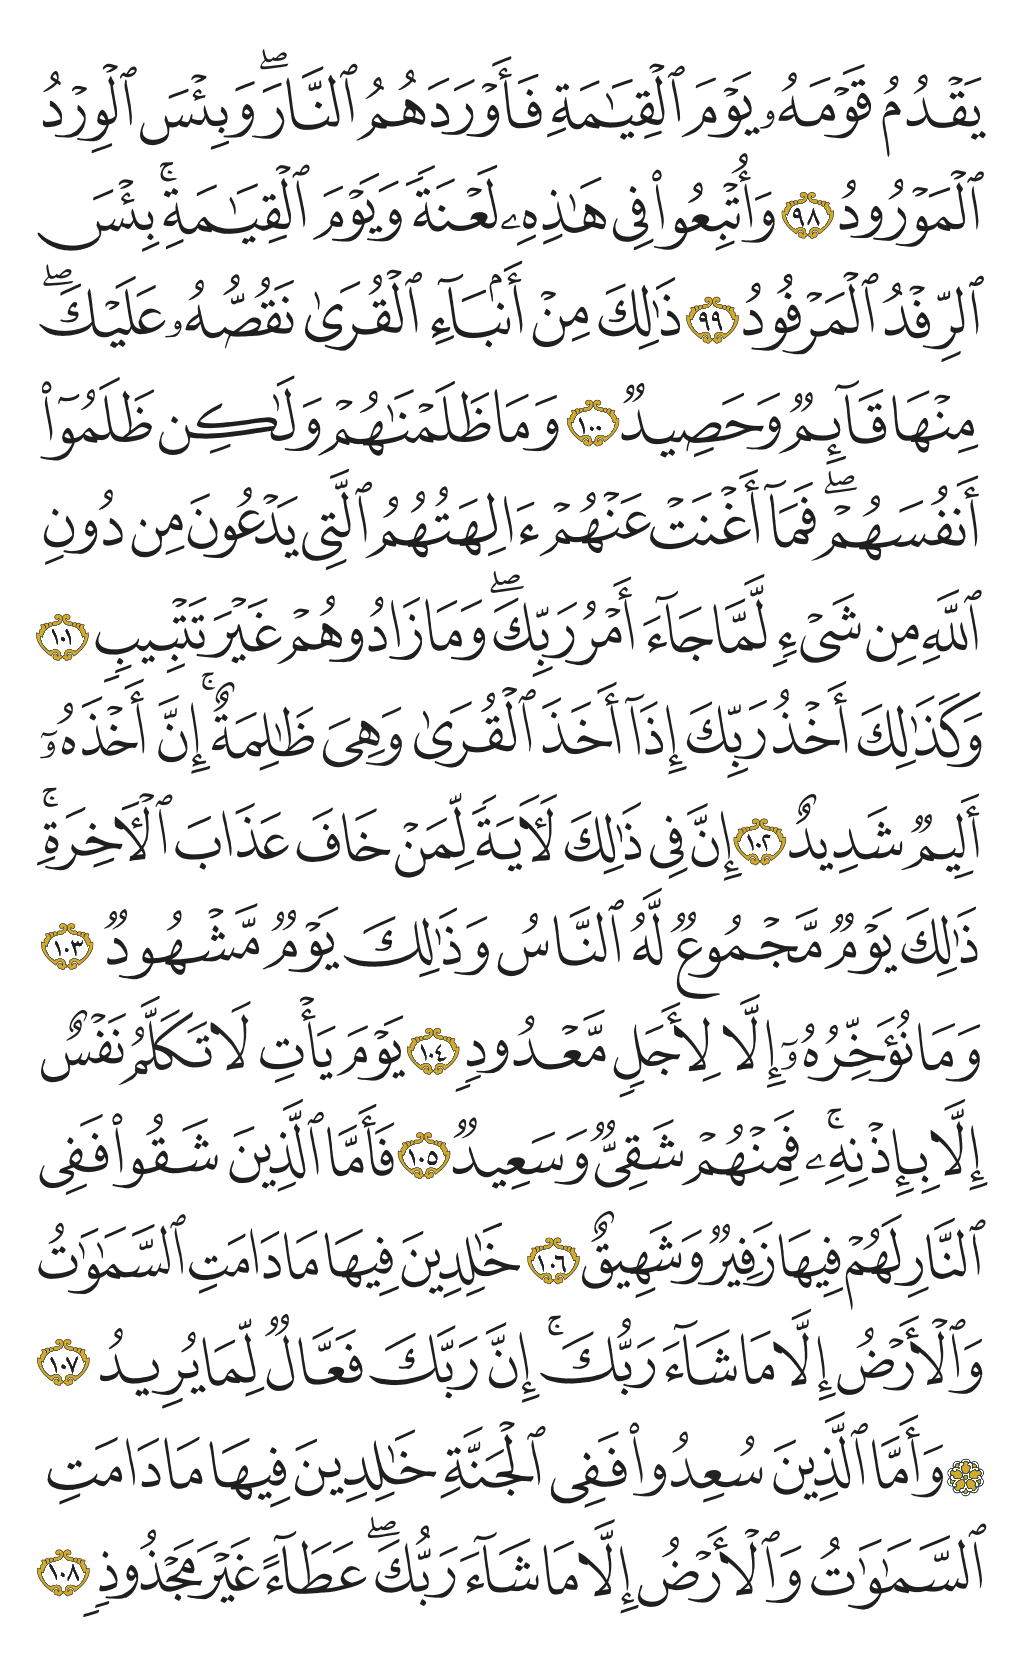 يَقۡدُمُ قَوۡمَهُۥ يَوۡمَ ٱلۡقِيَٰمَةِ فَأَوۡرَدَهُمُ ٱلنَّارَۖ وَبِئۡسَ ٱلۡوِرۡدُ
ٱلۡمَوۡرُودُ ٩٨ وَأُتۡبِعُواْ فِي هَٰذِهِۦ لَعۡنَةٗ وَيَوۡمَ ٱلۡقِيَٰمَةِۚ بِئۡسَ
ٱلرِّفۡدُ ٱلۡمَرۡفُودُ ٩٩ ذَٰلِكَ مِنۡ أَنۢبَآءِ ٱلۡقُرَىٰ نَقُصُّهُۥ عَلَيۡكَۖ
مِنۡهَا قَآئِمٞ وَحَصِيدٞ ١٠٠ وَمَا ظَلَمۡنَٰهُمۡ وَلَٰكِن ظَلَمُوٓاْ
أَنفُسَهُمۡۖ فَمَآ أَغۡنَتۡ عَنۡهُمۡ ءَالِهَتُهُمُ ٱلَّتِي يَدۡعُونَ مِن دُونِ
ٱللَّهِ مِن شَيۡءٖ لَّمَّا جَآءَ أَمۡرُ رَبِّكَۖ وَمَا زَادُوهُمۡ غَيۡرَ تَتۡبِيبٖ ١٠١
وَكَذَٰلِكَ أَخۡذُ رَبِّكَ إِذَآ أَخَذَ ٱلۡقُرَىٰ وَهِيَ ظَٰلِمَةٌۚ إِنَّ أَخۡذَهُۥٓ
أَلِيمٞ شَدِيدٌ ١٠٢ إِنَّ فِي ذَٰلِكَ لَأٓيَةٗ لِّمَنۡ خَافَ عَذَابَ ٱلۡأٓخِرَةِۚ
ذَٰلِكَ يَوۡمٞ مَّجۡمُوعٞ لَّهُ ٱلنَّاسُ وَذَٰلِكَ يَوۡمٞ مَّشۡهُودٞ ١٠٣
وَمَا نُؤَخِّرُهُۥٓ إِلَّا لِأَجَلٖ مَّعۡدُودٖ ١٠٤ يَوۡمَ يَأۡتِ لَا تَكَلَّمُ نَفۡسٌ
إِلَّا بِإِذۡنِهِۦۚ فَمِنۡهُمۡ شَقِيّٞ وَسَعِيدٞ ١٠٥ فَأَمَّا ٱلَّذِينَ شَقُواْ فَفِي
ٱلنَّارِ لَهُمۡ فِيهَا زَفِيرٞ وَشَهِيقٌ ١٠٦ خَٰلِدِينَ فِيهَا مَا دَامَتِ ٱلسَّمَٰوَٰتُ
وَٱلۡأَرۡضُ إِلَّا مَا شَآءَ رَبُّكَۚ إِنَّ رَبَّكَ فَعَّالٞ لِّمَا يُرِيدُ ١٠٧
۞ وَأَمَّا ٱلَّذِينَ سُعِدُواْ فَفِي ٱلۡجَنَّةِ خَٰلِدِينَ فِيهَا مَا دَامَتِ
ٱلسَّمَٰوَٰتُ وَٱلۡأَرۡضُ إِلَّا مَا شَآءَ رَبُّكَۖ عَطَآءً غَيۡرَ مَجۡذُوذٖ ١٠٨